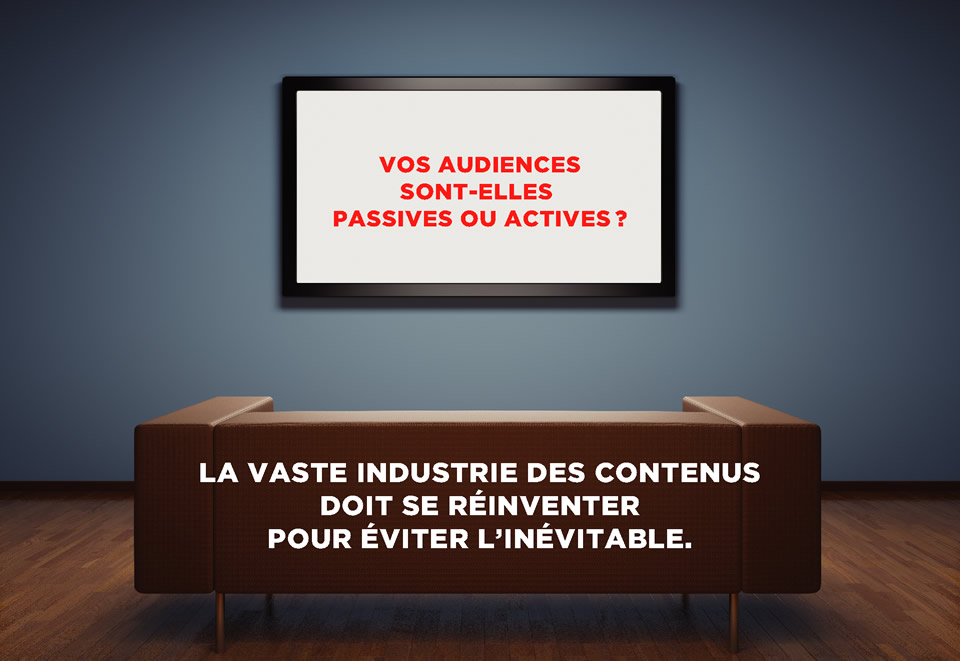 VOS AUDIENCES
SONT-ELLES
PASSIVES OU ACTIVES ?
LA VASTE INDUSTRIE DES CONTENUS
DOIT SE RÉINVENTER
POUR ÉVITER L’INÉVITABLE.